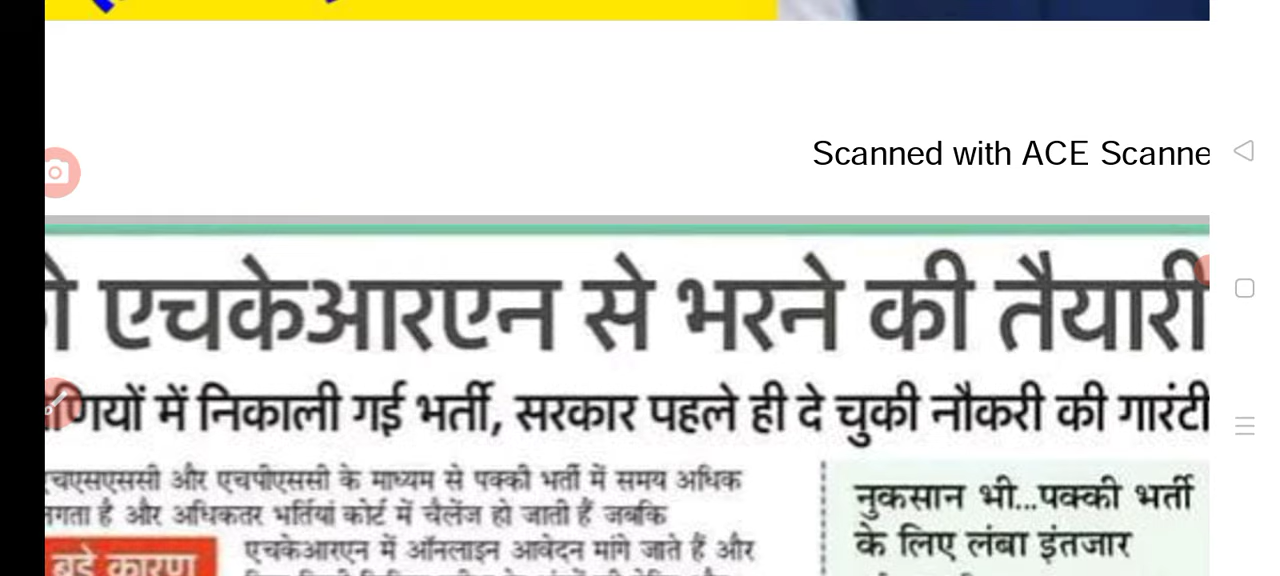 Scanned with ACE Scanne
एचकेआरएन से भरने की तैयारी
में निकाली गई भर्ती, सरकार पहले ही दे चुकी नौकरी की गारंटी
और एचपीएससी के माध्यम से पक्की भर्ती में समय अधिक
है और अधिकतर भर्तियां कोर्ट में चैलेंज हो जाती हैं जबकि
बड़े कारण
एचकेआरएन में ऑनलाइन आवेदन मांगे जाते हैं और
नुकसान भी...पक्की भर्ती
के लिए लंबा इंतजार